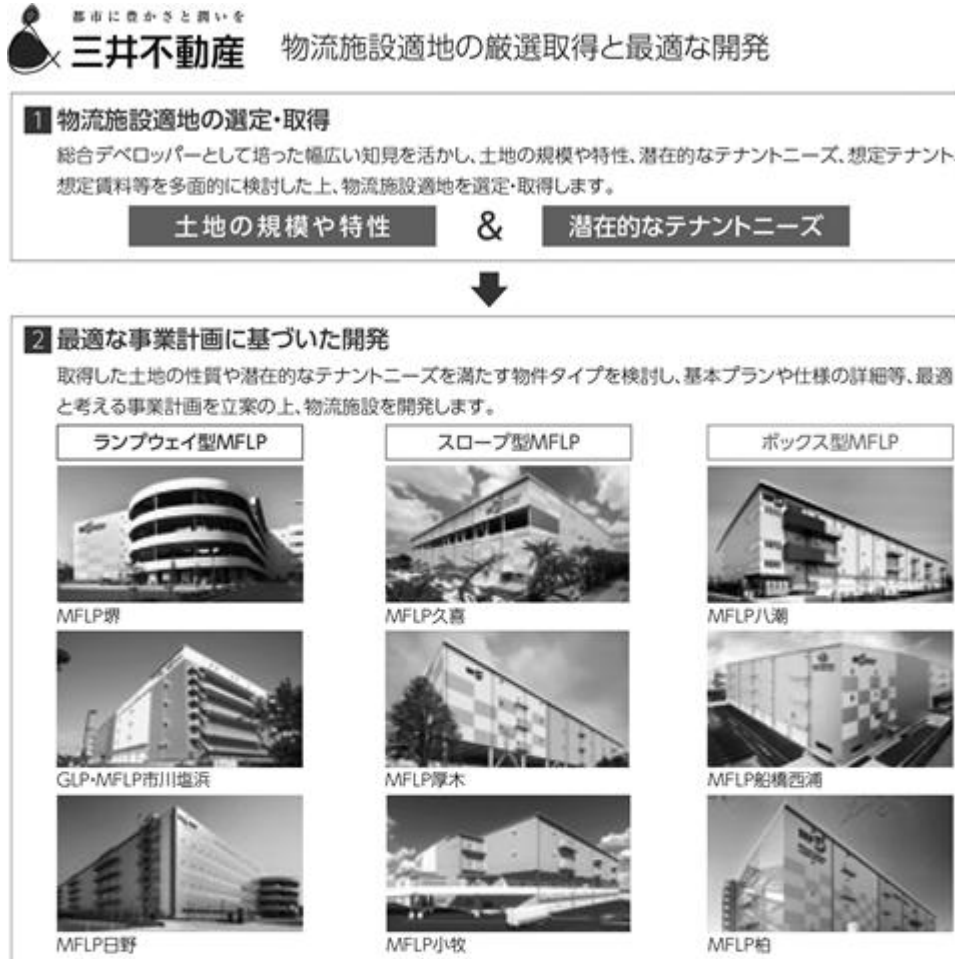 都市に豊かさと潤いを
三井不動産
物流施設適地の厳選取得と最適な開発
1 物流施設適地の選定・取得
総合デベロッパーとして培った幅広い知見を活かし、土地の規模や特性、潜在的なテナントニーズ、想定テナント、
想定賃料等を多面的に検討した上、物流施設適地を選定・取得します。
土地の規模や特性 & 潜在的なテナントニーズ
2 最適な事業計画に基づいた開発
取得した土地の性質や潜在的なテナントニーズを満たす物件タイプを検討し、基本プランや仕様の詳細等、最適
と考える事業計画を立案の上、物流施設を開発します。
ランプウェイ型MFLP
スロープ型MFLP
ボックス型MFLP
MFLP堺
MFLP久喜
MFLP八潮
GLP・MFLP市川塩浜
MFLP厚木
MFLP船橋西浦
MFLP日野
MFLP小牧
MFLP柏